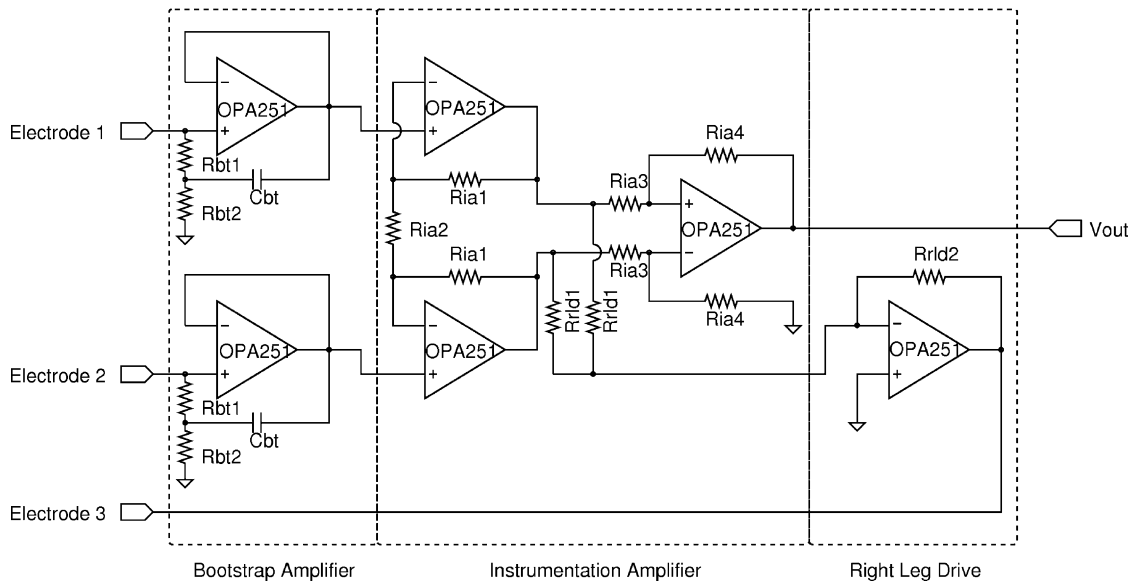 OPA251
Electrode 1
Rbt1
Cbt
Rbt2
OPA251
Ria1
Ria2
Ria1
OPA251
Ria4
Ria3
OPA251
Ria3
Ria4
Rrld1
Rrld1
Vout
Rrld2
OPA251
OPA251
Electrode 2
Rbt1
Cbt
Rbt2
Electrode 3
Bootstrap Amplifier
Instrumentation Amplifier
Right Leg Drive
−
+
−
+
−
+
−
+
+
−
−
+